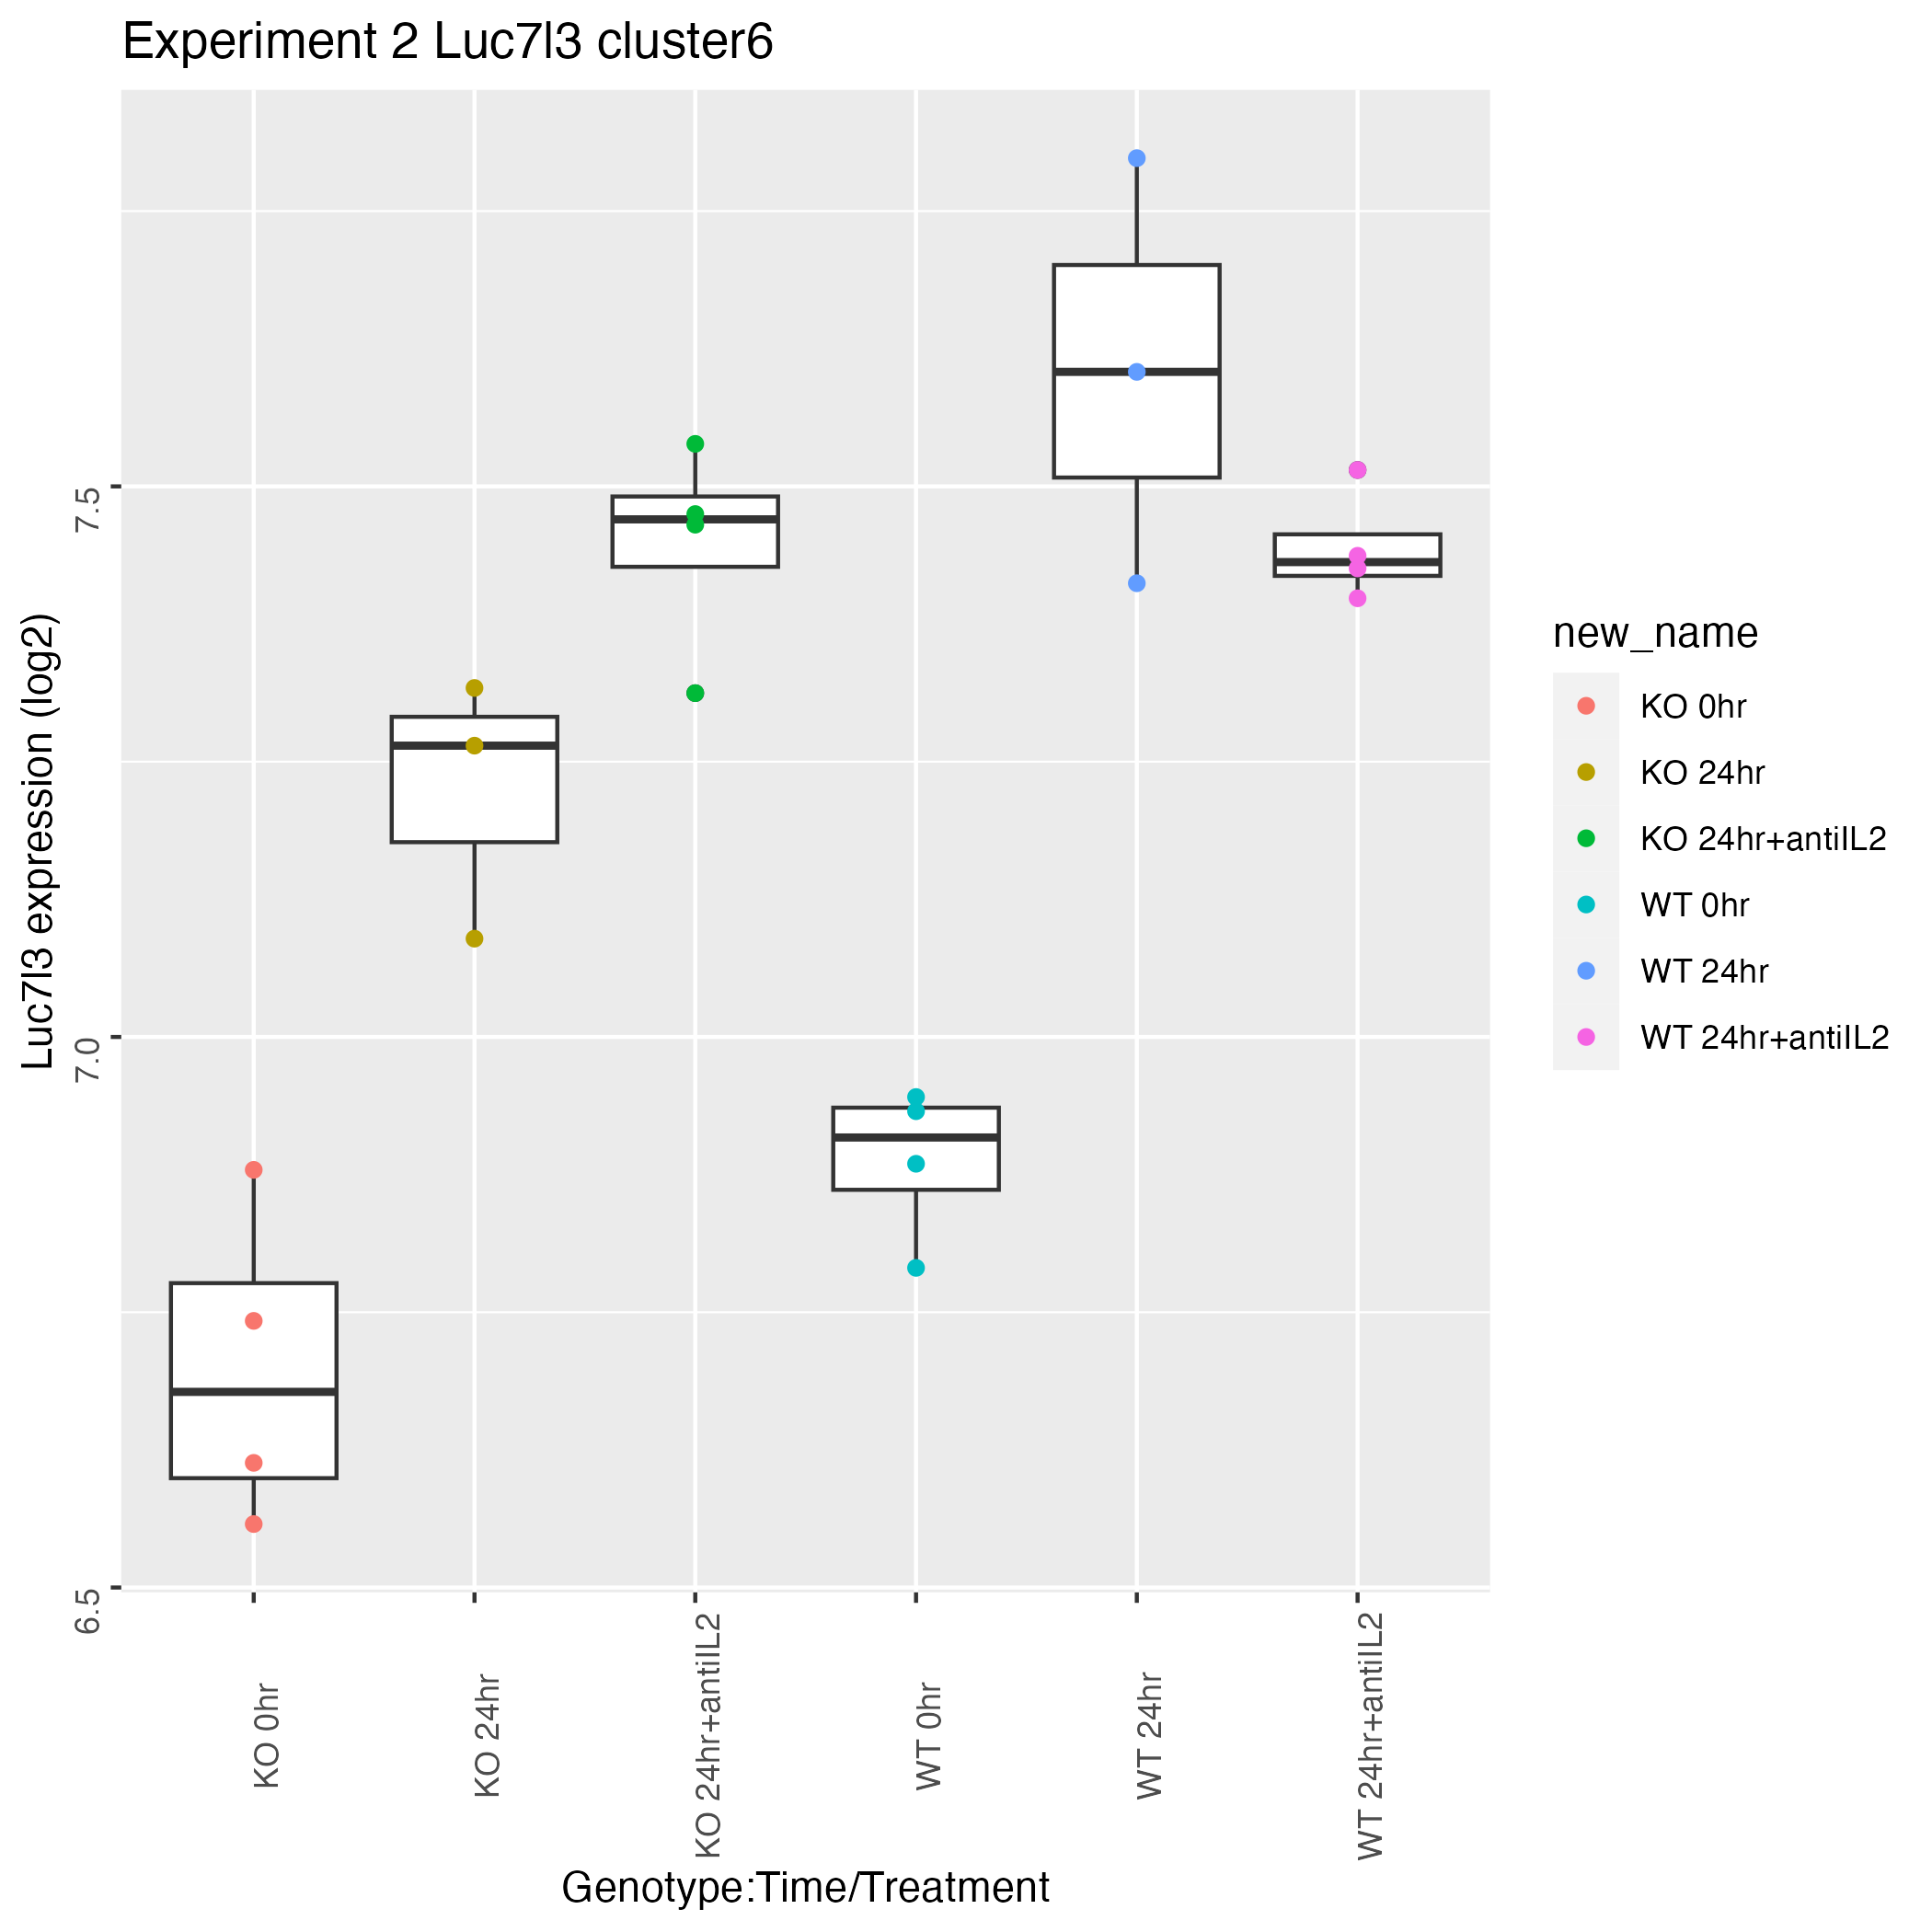 Experiment 2 Luc7l3 cluster6
Luc7l3 expression (log2)
7.5
7.0
6.5
KO 0hr
KO 24hr
KO 24hr+antiIL2
WT 0hr
WT 24hr
WT 24hr+antiIL2
Genotype:Time/Treatment
new_name
KO 0hr
KO 24hr
KO 24hr+antiIL2
WT 0hr
WT 24hr
WT 24hr+antiIL2